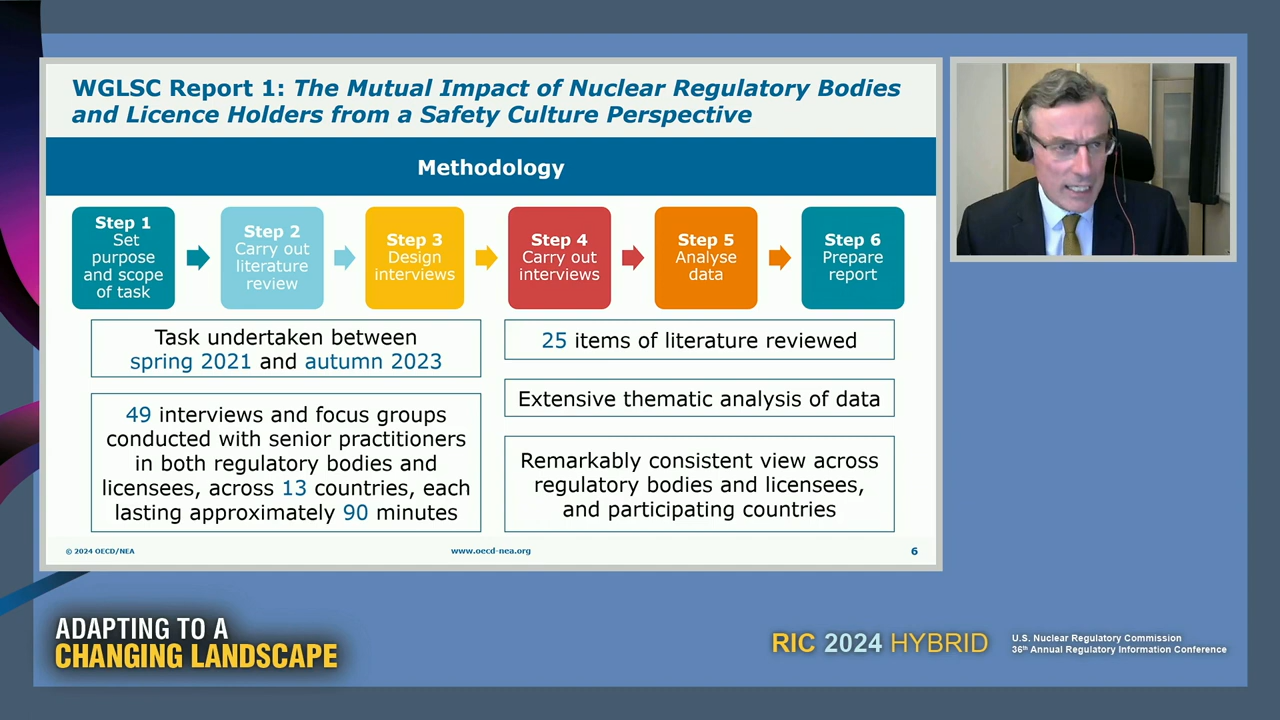 WGLSC Report 1: The Mutual Impact of Nuclear Regulatory Bodies
and Licence Holders from a Safety Culture Perspective
Methodology
Step 1
Set
purpose
and scope
of task
Step 2
Carry out
literature
review
Step 3
Design
interviews
Step 4
Carry out
interviews
Step 5
Analyse
data
Step 6
Prepare
report
Task undertaken between
spring 2021 and autumn 2023
49 interviews and focus groups
conducted with senior practitioners
in both regulatory bodies and
licensees, across 13 countries, each
lasting approximately 90 minutes
25 items of literature reviewed
Extensive thematic analysis of data
Remarkably consistent view across
regulatory bodies and licensees,
and participating countries
© 2024 OECD/NEA
www.oecd-nea.org
6
ADAPTING TO A
CHANGING LANDSCAPE
RIC 2024 HYBRID
U.S. Nuclear Regulatory Commission
36th Annual Regulatory Information Conference